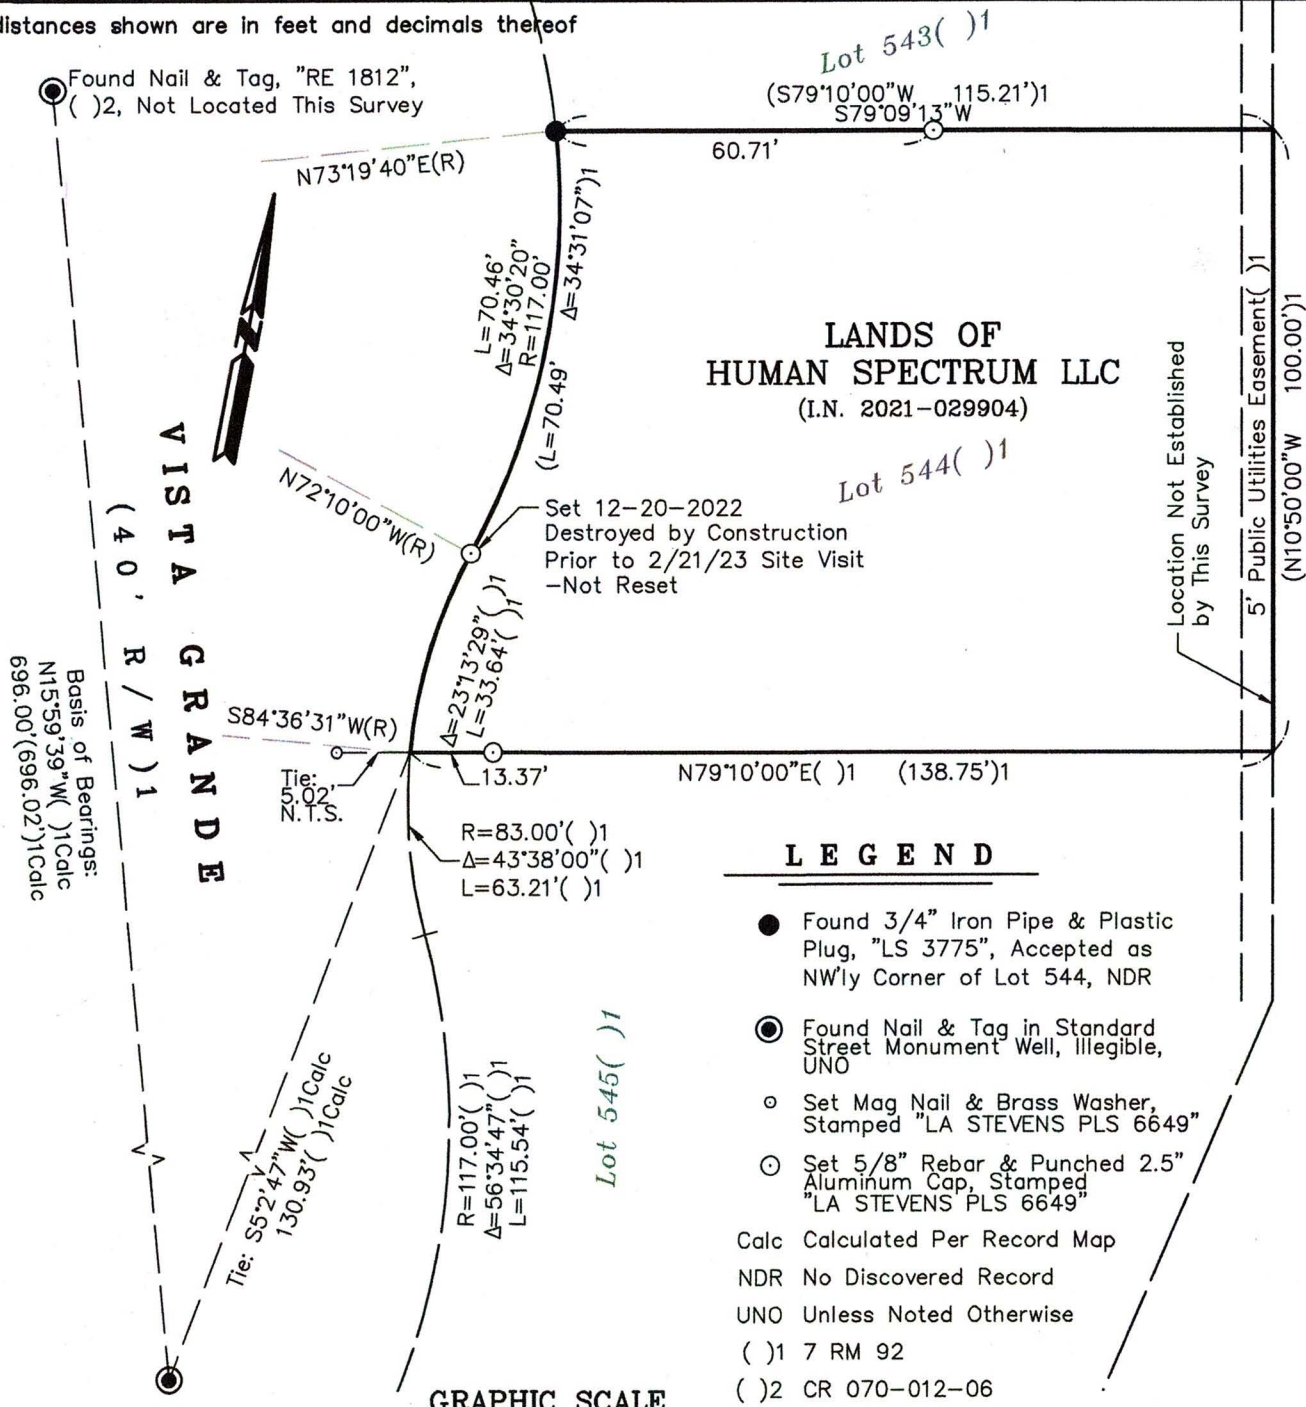 distances shown are in feet and decimals thereof
Lot 543( )1
Found Nail & Tag, "RE 1812",
( )2, Not Located This Survey
(S79°10'00"W 115.21')1
S79°09'13"W
60.71'
N73°19'40"E(R)
L=70.46'
Δ=34°30'20"
R=117.00'
(L=70.49' Δ=34°31'07")1
LANDS OF
HUMAN SPECTRUM LLC
(I.N. 2021-029904)
Lot 544( )1
Location Not Established
by This Survey
5' Public Utilities Easement( )1
(N10°50'00"W 100.00')1
N
VISTA GRANDE
(40' R/W)1
N72°10'00"W(R)
Set 12-20-2022
Destroyed by Construction
Prior to 2/21/23 Site Visit
-Not Reset
Δ=23°13'29"( )1
L=33.64'( )1
Basis of Bearings:
N15°59'39"W( )1Calc
696.00'(696.02')1Calc
S84°36'31"W(R)
Tie:
5.02'
N.T.S.
13.37'
N79°10'00"E( )1 (138.75')1
R=83.00'( )1
Δ=43°38'00"( )1
L=63.21'( )1
Tie: S5°2'47"W( )1Calc
130.93'( )1Calc
R=117.00'( )1
Δ=56°34'47"( )1
L=115.54'( )1
Lot 545( )1
LEGEND
Found 3/4" Iron Pipe & Plastic
Plug, "LS 3775", Accepted as
NW'ly Corner of Lot 544, NDR
Found Nail & Tag in Standard
Street Monument Well, Illegible,
UNO
Set Mag Nail & Brass Washer,
Stamped "LA STEVENS PLS 6649"
Set 5/8" Rebar & Punched 2.5"
Aluminum Cap, Stamped
"LA STEVENS PLS 6649"
Calc Calculated Per Record Map
NDR No Discovered Record
UNO Unless Noted Otherwise
( )1 7 RM 92
( )2 CR 070-012-06
GRAPHIC SCALE